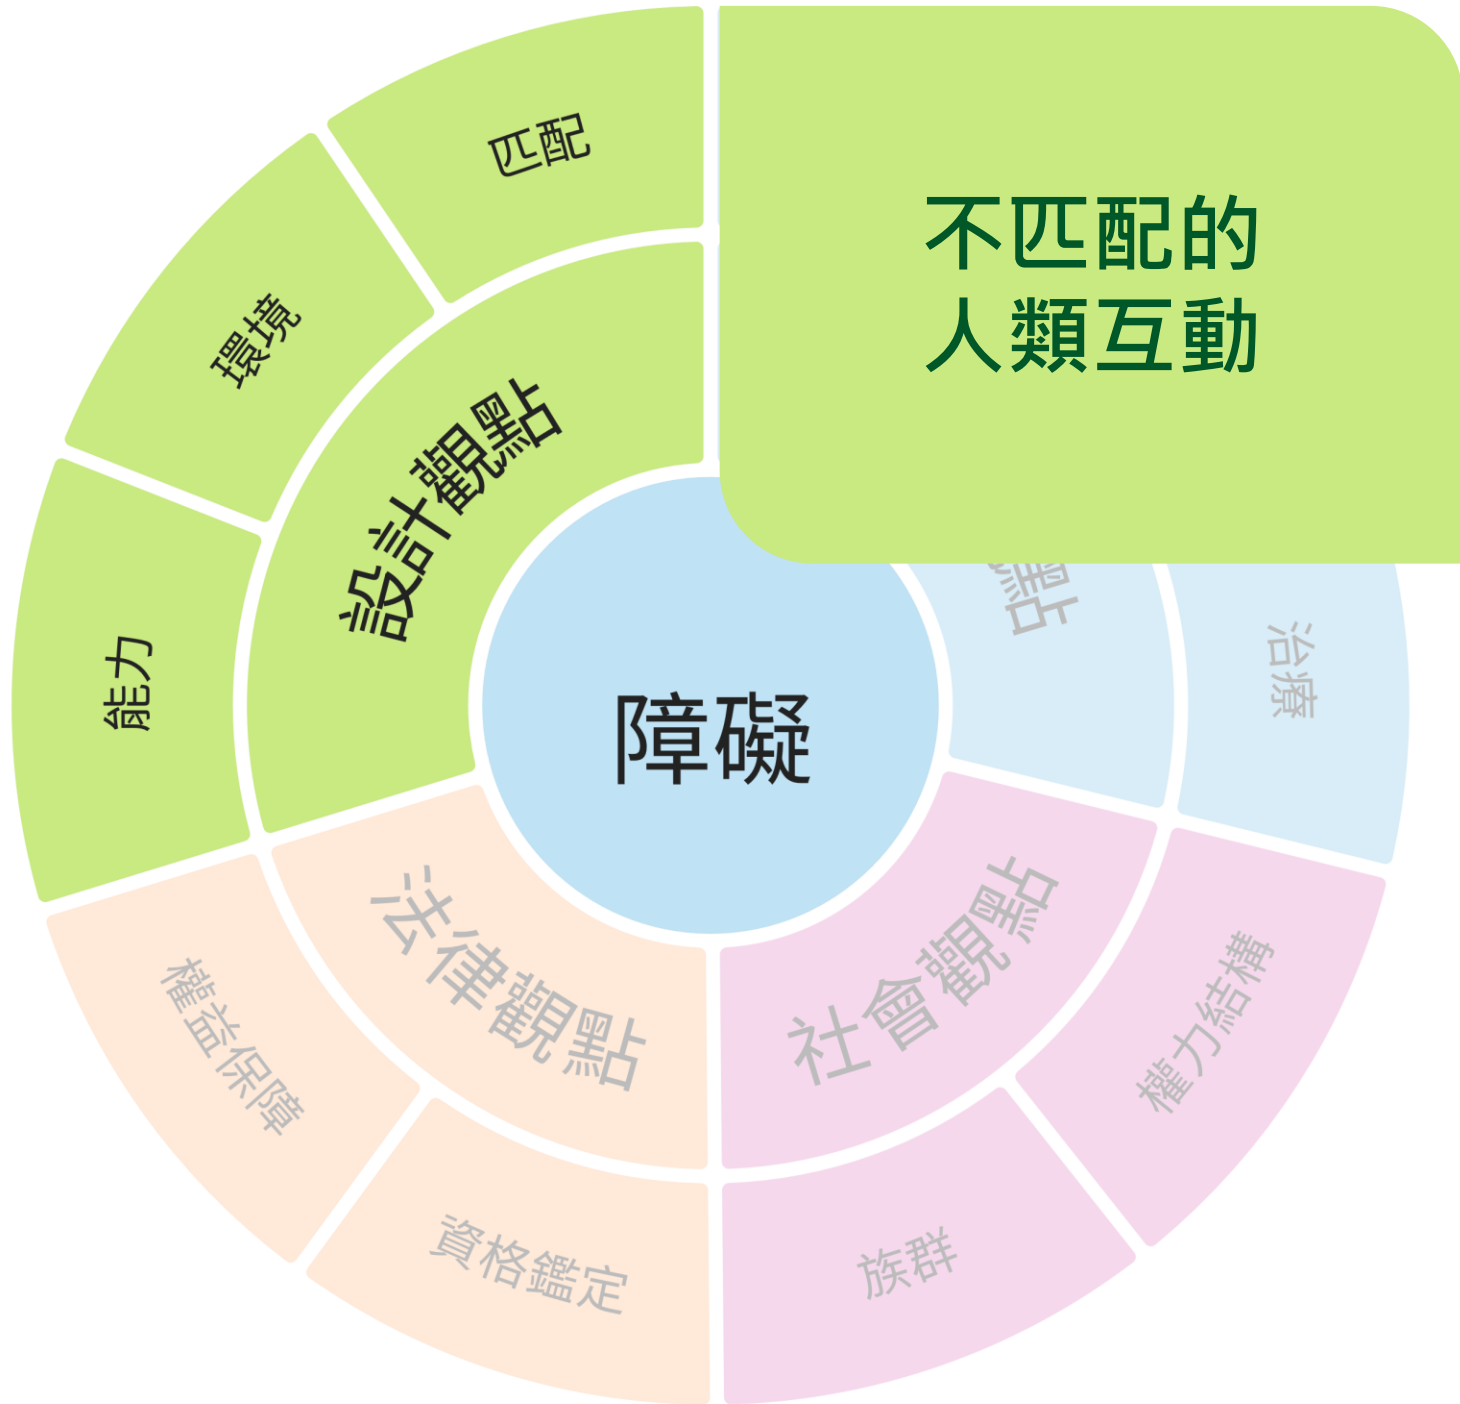 不匹配的
人類互動
匹配
環境
能力
設計觀點
障礙
治療
點
社會觀點
權力結構
族群
法律觀點
權益保障
資格鑑定